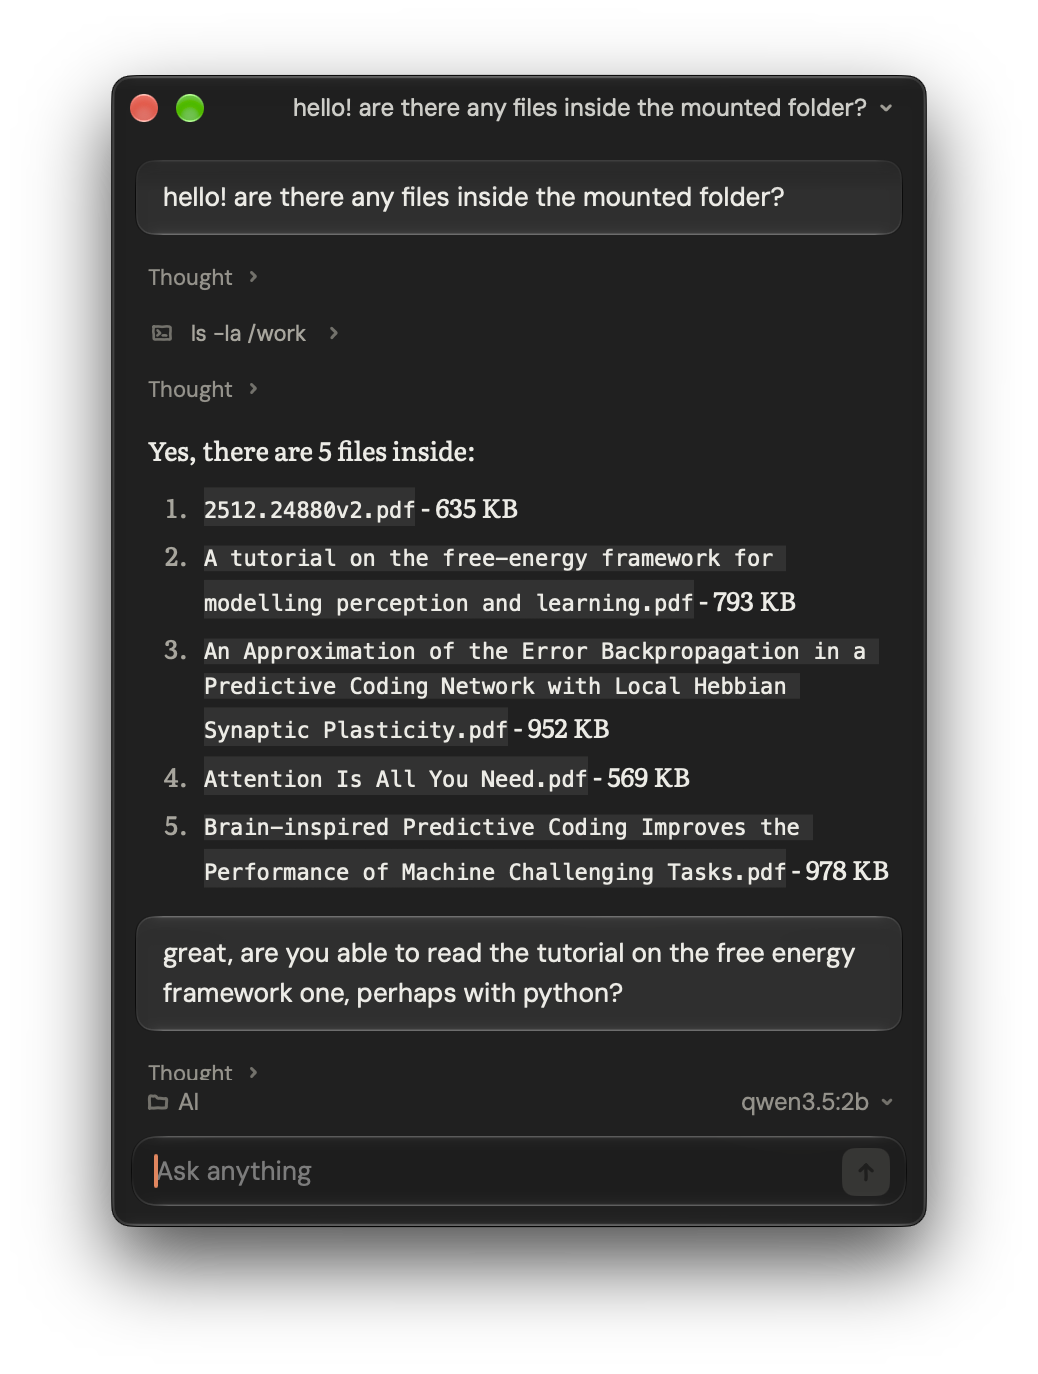 hello! are there any files inside the mounted folder?
hello! are there any files inside the mounted folder?
Thought
ls -la /work
Thought
Yes, there are 5 files inside:
1. 2512.24880v2.pdf - 635 KB
2. A tutorial on the free-energy framework for
modelling perception and learning.pdf - 793 KB
3. An Approximation of the Error Backpropagation in a
Predictive Coding Network with Local Hebbian
Synaptic Plasticity.pdf - 952 KB
4. Attention Is All You Need.pdf - 569 KB
5. Brain-inspired Predictive Coding Improves the
Performance of Machine Challenging Tasks.pdf - 978 KB
great, are you able to read the tutorial on the free energy
framework one, perhaps with python?
Thought
AI qwen3.5:2b
Ask anything